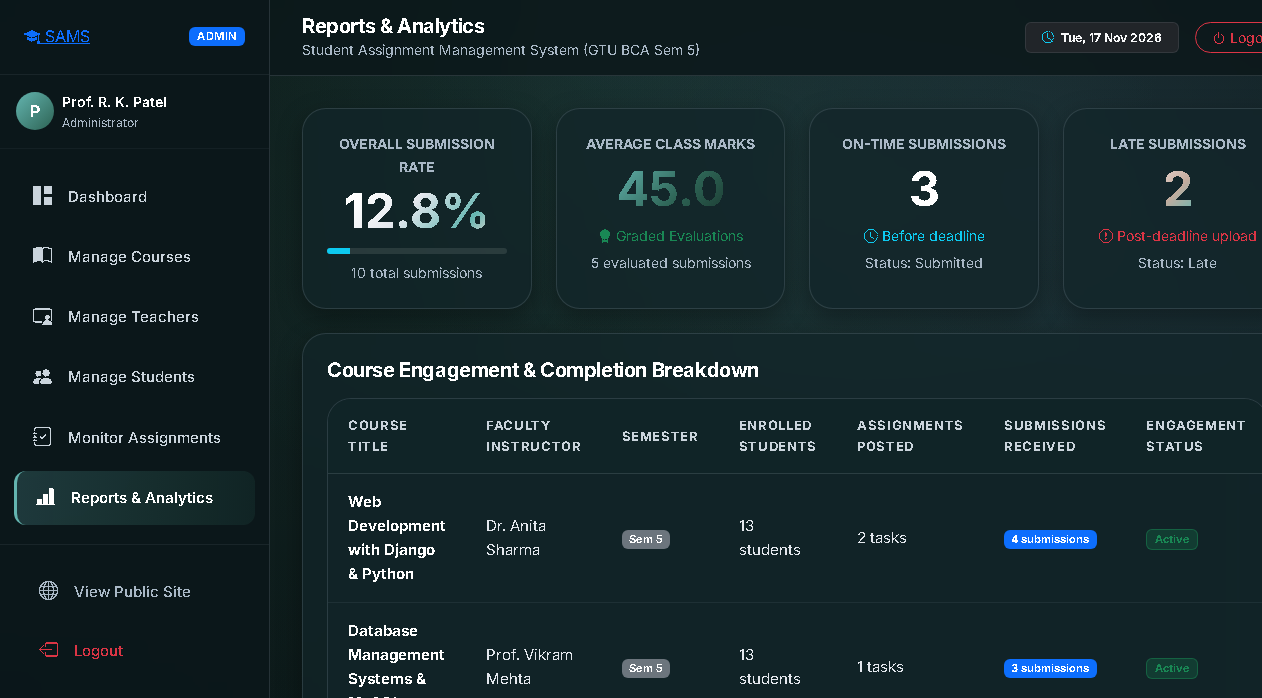 SAMS
ADMIN
Prof. R. K. Patel
P
Administrator
Dashboard
Manage Courses
Manage Teachers
Manage Students
Monitor Assignments
Reports & Analytics
View Public Site
Logout
Reports & Analytics
Student Assignment Management System (GTU BCA Sem 5)
Tue, 17 Nov 2026
OVERALL SUBMISSION
RATE
12.8%
10 total submissions
AVERAGE CLASS MARKS
45.0
Graded Evaluations
5 evaluated submissions
ON-TIME SUBMISSIONS
3
Before deadline
Status: Submitted
LATE SUBMISSIONS
2
Post-deadline upload
Status: Late
Course Engagement & Completion Breakdown
COURSE
TITLE
FACULTY
INSTRUCTOR
SEMESTER
ENROLLED
STUDENTS
ASSIGNMENTS
POSTED
SUBMISSIONS
RECEIVED
ENGAGEMENT
STATUS
Web
Development
with Django
& Python
Dr. Anita
Sharma
Sem 5
13
students
2 tasks
4 submissions
Active
Database
Management
Systems &
Prof. Vikram
Mehta
Sem 5
13
students
1 tasks
3 submissions
Active